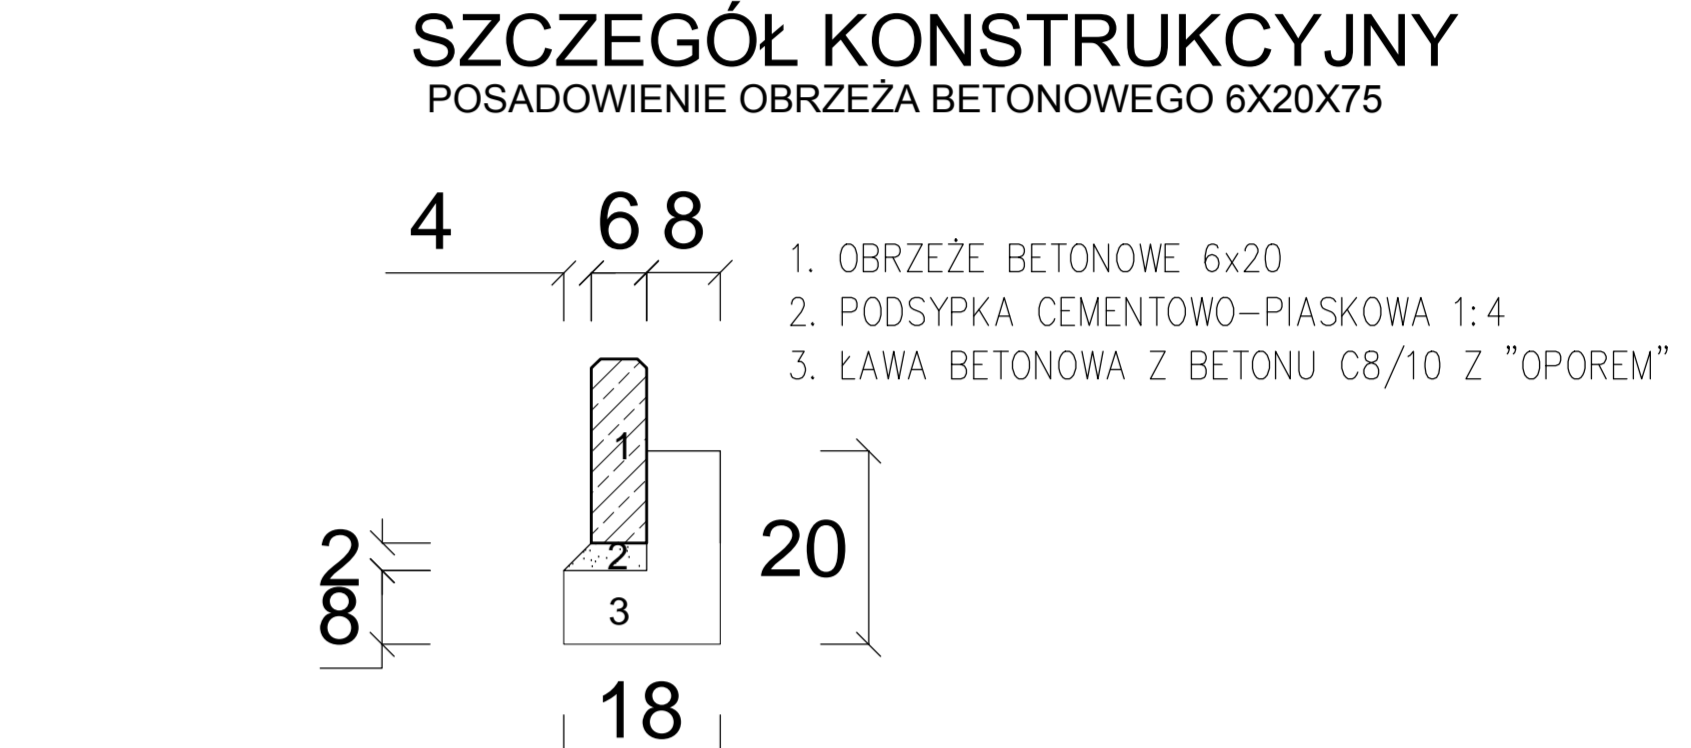 SZCZEGÓŁ KONSTRUKCYJNY
POSADOWIENIE OBRZEŻA BETONOWEGO 6X20X75
4 6 8
1. OBRZEŻE BETONOWE 6x20
2. PODSYPKA CEMENTOWO-PIASKOWA 1:4
3. ŁAWA BETONOWA Z BETONU C8/10 Z "OPOREM"
1
2
20
2
8
3
18